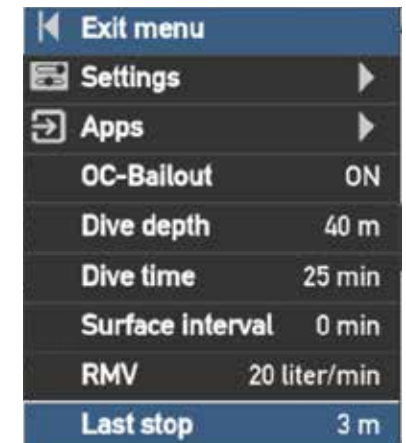 Exit menu
Settings
Apps
OC-Bailout ON
Dive depth 40 m
Dive time 25 min
Surface interval 0 min
RMV 20 liter/min
Last stop 3 m